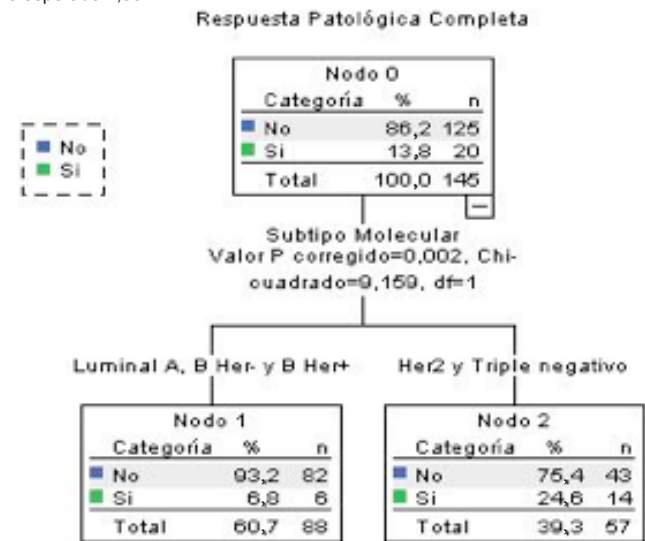 Respuesta Patológica Completa
Nodo 0
Categoría % n
No 86,2 125
Si 13,8 20
Total 100,0 145
No
Si
Subtipo Molecular
Valor P corregido=0,002, Chi-
cuadrado=9,159, df=1
Luminal A, B Her- y B Her+
Her2 y Triple negativo
Nodo 1
Categoría % n
No 93,2 82
Si 6,8 6
Total 60,7 88
Nodo 2
Categoría % n
No 75,4 43
Si 24,6 14
Total 39,3 57